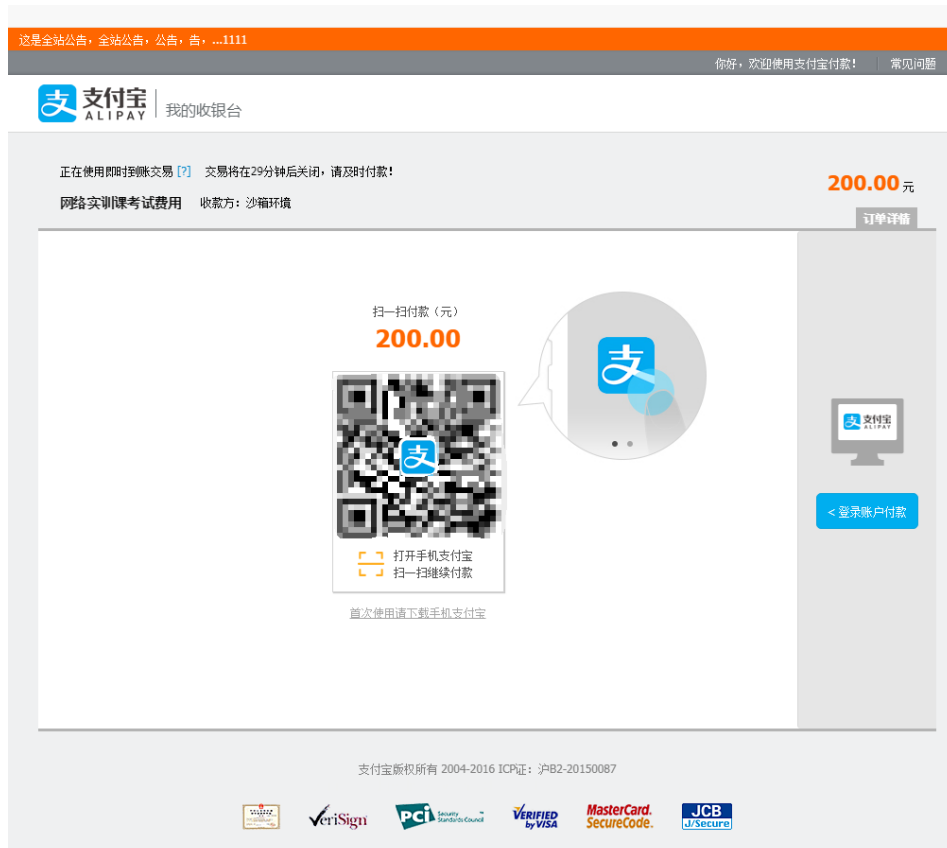 这是全站公告，全站公告，公告，告，...1111
你好，欢迎使用支付宝付款！ 常见问题
支 支付宝 ALIPAY 我的收银台
正在使用即时到账交易 [?] 交易将在29分钟后关闭，请及时付款！
网络实训课考试费用 收款方：沙箱环境
200.00 元
订单详情
扫一扫付款（元）
200.00
支
支
打开手机支付宝
扫一扫继续付款
首次使用请下载手机支付宝
支 支付宝 ALIPAY
< 登录账户付款
支付宝版权所有 2004-2016 ICP证：沪B2-20150087
VeriSign
PCI Security Standards Council
VERIFIED by VISA
MasterCard. SecureCode.
JCB J/Secure